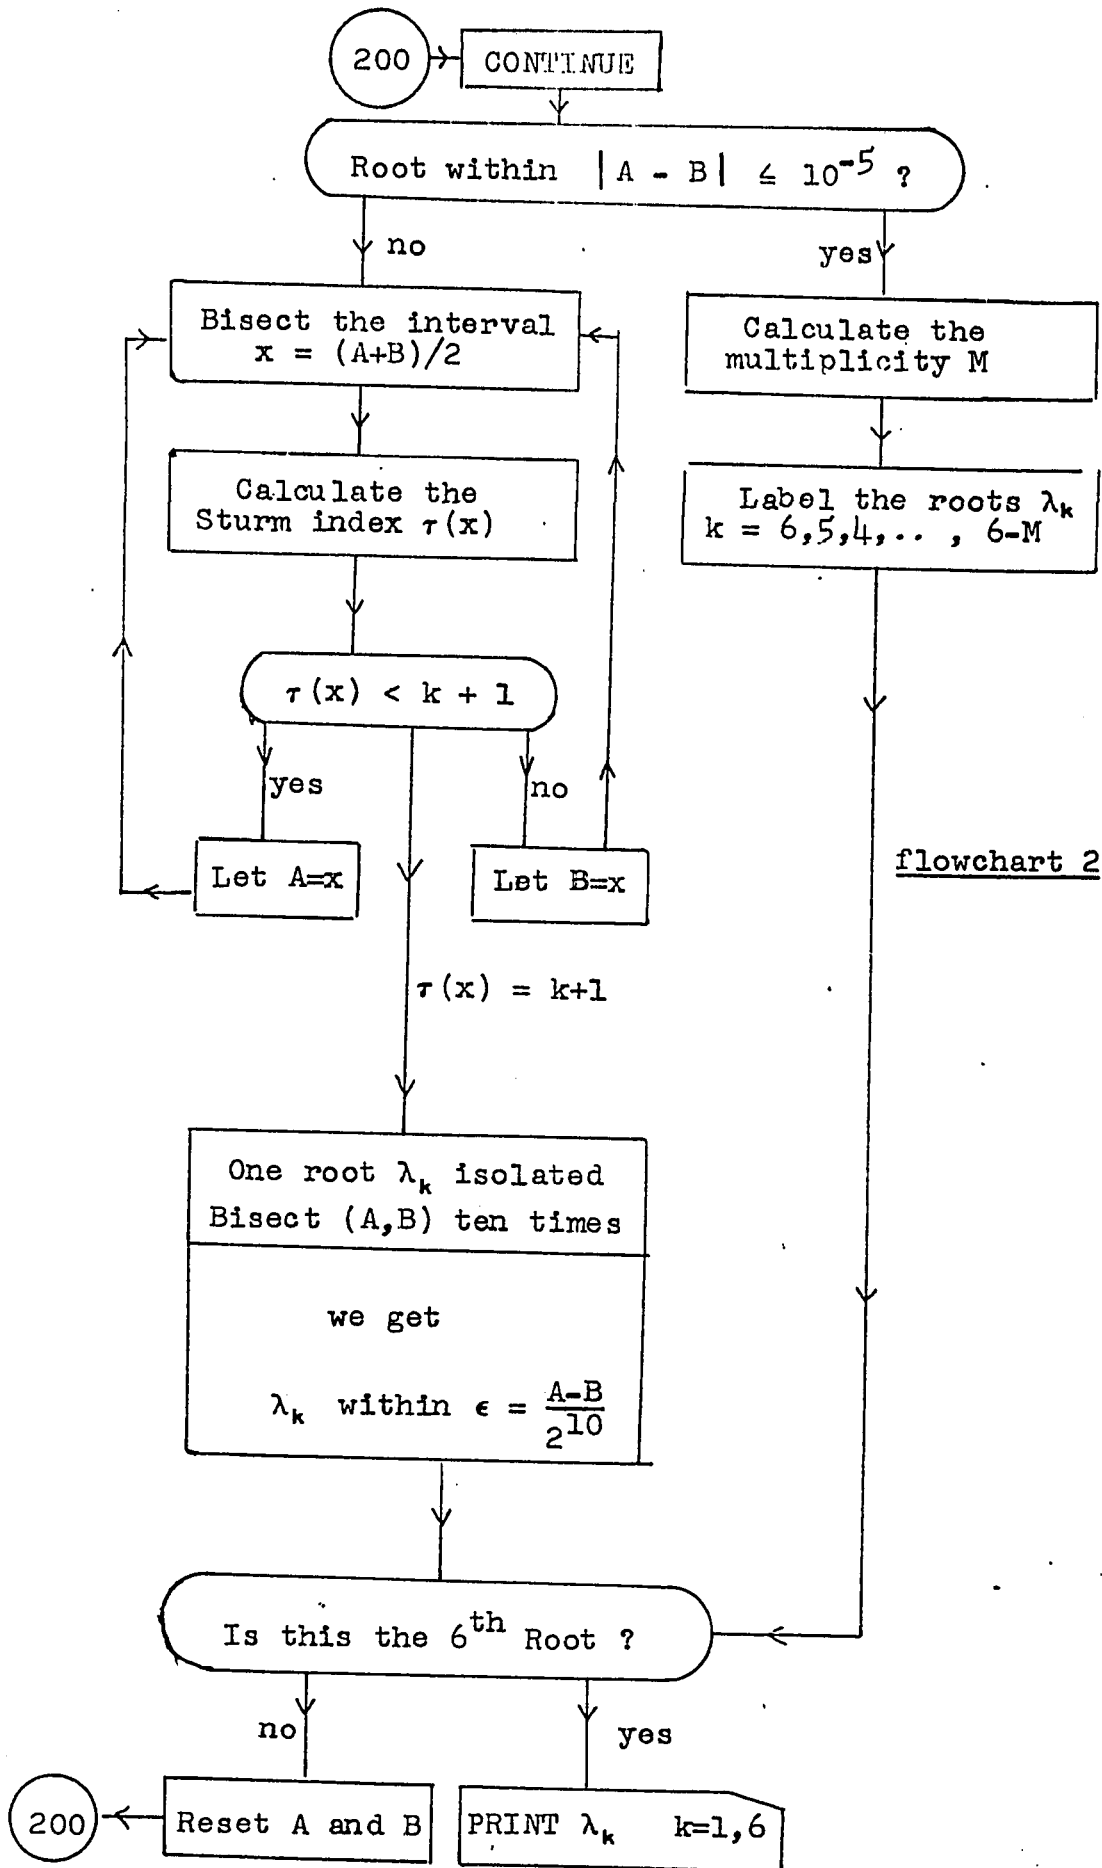 200
CONTINUE
Root within |A - B| ≦ 10⁻⁵ ?
no
yes
Bisect the interval
x = (A+B)/2
Calculate the
multiplicity M
Calculate the
Sturm index τ(x)
Label the roots λₖ
k = 6,5,4,.. , 6-M
τ(x) < k + 1
yes
no
Let A=x
Let B=x
flowchart 2
τ(x) = k+1
One root λₖ isolated
Bisect (A,B) ten times
we get
λₖ within ϵ = A-B
2¹⁰
Is this the 6ᵗʰ Root ?
no
yes
200
Reset A and B
PRINT λₖ k=1,6